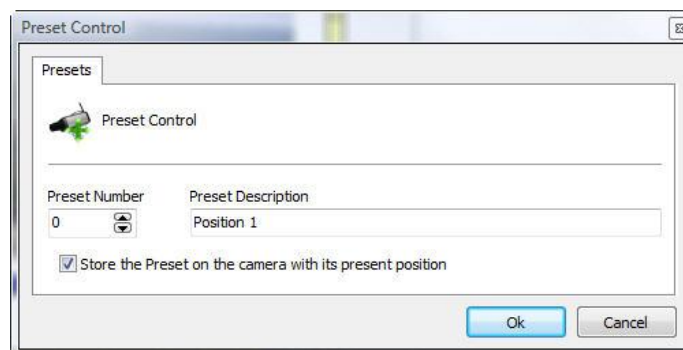 Preset Control
Presets
Preset Control
Preset Number Preset Description
0 Position 1
Store the Preset on the camera with its present position
Ok Cancel